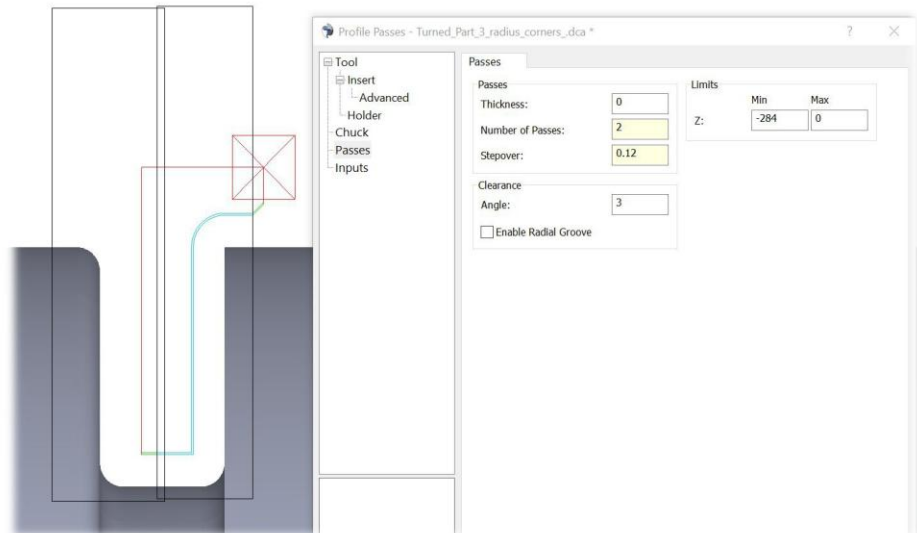 Profile Passes - Turned_Part_3_radius_corners_.dca *
?
Tool
Insert
Advanced
Holder
Chuck
Passes
Inputs
Passes
Passes
Thickness: 0
Number of Passes: 2
Stepover: 0.12
Clearance
Angle: 3
Enable Radial Groove
Limits
Min Max
Z: -284 0